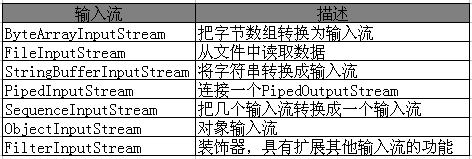 输入流 描述
ByteArrayInputStream 把字节数组转换为输入流
FileInputStream 从文件中读取数据
StringBufferInputStream 将字符串转换成输入流
PipedInputStream 连接一个PipedOutputStream
SequenceInputStream 把几个输入流转换成一个输入流
ObjectInputStream 对象输入流
FilterInputStream 装饰器，具有扩展其他输入流的功能